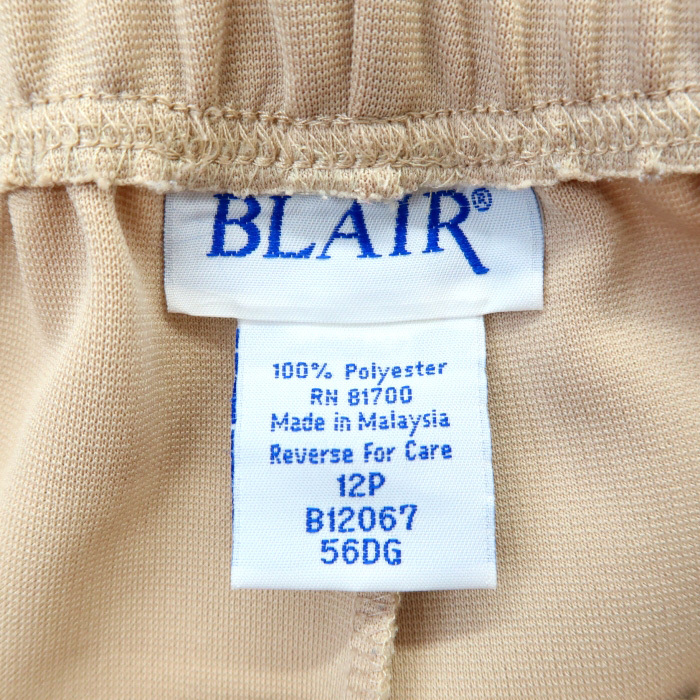 BLAIR®
100% Polyester
RN 81700
Made in Malaysia
Reverse For Care
12P
B12067
56DG